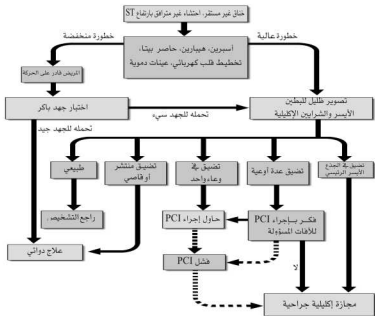 خناق غير مستقر، احتشاء غير مترافق بارتفاع ST
خطورة منخفضة
خطورة عالية
أسبرين، هيبارين، حاصر بيتا،
تخطيط قلب كهربائي، عينات دموية
المريض قادر على الحركة
اختبار جهد باكر
تحمله للجهد سيء
تصوير ظليل للبطين
الأيسر والشرايين الإكليلية
تحمله للجهد جيد
طبيعي
تضيق منتشر
أو قاصي
تضيق في
وعاء واحد
تضيق عدة أوعية
تضيق في الجذع
الأيسر الرئيسي
راجع التشخيص
حاول إجراء PCI
فكر بإجراء PCI
للآفات المسؤولة
علاج دوائي
فشل PCI
لا
مجازة إكليلية جراحية